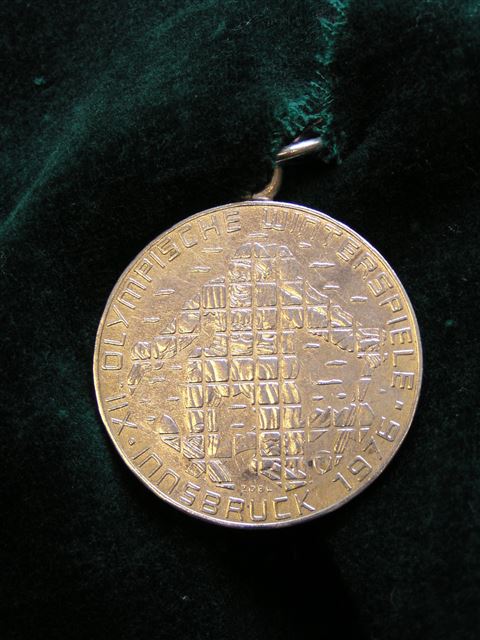 XII · OLYMPISCHE WINTERSPIELE · INNSBRUCK 1976 ·